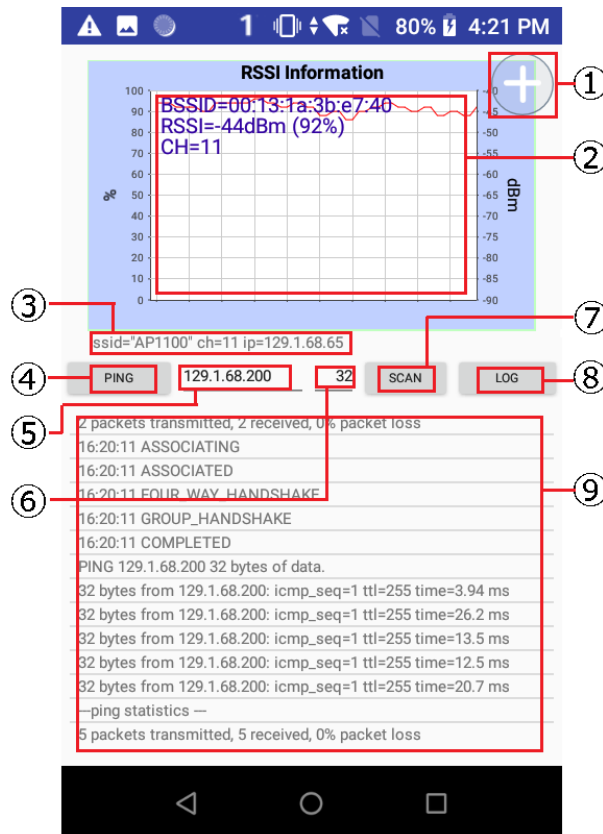 1 80% 4:21 PM
RSSI Information
①
BSSID=00:13:1a:3b:e7:40
RSSI=-44dBm (92%)
CH=11
②
100
90
80
70
60
50
40
30
20
10
0
%
-40
-45
-50
-55
-60
-65
-70
-75
-80
-85
-90
dBm
③
ssid="AP1100" ch=11 ip=129.1.68.65
⑦
④ PING 129.1.68.200 32 SCAN LOG ⑧
⑤
2 packets transmitted, 2 received, 0% packet loss
16:20:11 ASSOCIATING
16:20:11 ASSOCIATED
⑥ 16:20:11 FOUR_WAY_HANDSHAKE ⑨
16:20:11 GROUP_HANDSHAKE
16:20:11 COMPLETED
PING 129.1.68.200 32 bytes of data.
32 bytes from 129.1.68.200: icmp_seq=1 ttl=255 time=3.94 ms
32 bytes from 129.1.68.200: icmp_seq=1 ttl=255 time=26.2 ms
32 bytes from 129.1.68.200: icmp_seq=1 ttl=255 time=13.5 ms
32 bytes from 129.1.68.200: icmp_seq=1 ttl=255 time=12.5 ms
32 bytes from 129.1.68.200: icmp_seq=1 ttl=255 time=20.7 ms
—ping statistics —
5 packets transmitted, 5 received, 0% packet loss